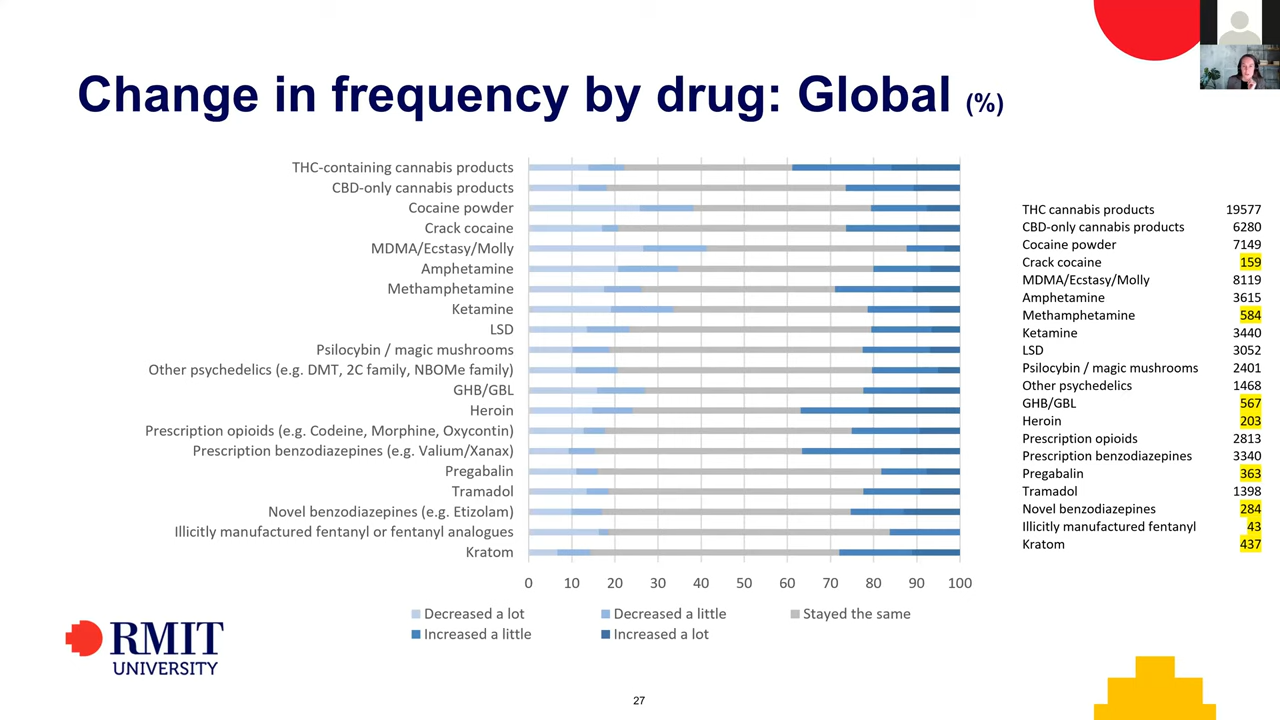 Change in frequency by drug: Global (%)
THC-containing cannabis products
CBD-only cannabis products
Cocaine powder
Crack cocaine
MDMA/Ecstasy/Molly
Amphetamine
Methamphetamine
Ketamine
LSD
Psilocybin / magic mushrooms
Other psychedelics (e.g. DMT, 2C family, NBOMe family)
GHB/GBL
Heroin
Prescription opioids (e.g. Codeine, Morphine, Oxycontin)
Prescription benzodiazepines (e.g. Valium/Xanax)
Pregabalin
Tramadol
Novel benzodiazepines (e.g. Etizolam)
Illicitly manufactured fentanyl or fentanyl analogues
Kratom
0 10 20 30 40 50 60 70 80 90 100
Decreased a lot Decreased a little Stayed the same
Increased a little Increased a lot
THC cannabis products 19577
CBD-only cannabis products 6280
Cocaine powder 7149
Crack cocaine 159
MDMA/Ecstasy/Molly 8119
Amphetamine 3615
Methamphetamine 584
Ketamine 3440
LSD 3052
Psilocybin / magic mushrooms 2401
Other psychedelics 1468
GHB/GBL 567
Heroin 203
Prescription opioids 2813
Prescription benzodiazepines 3340
Pregabalin 363
Tramadol 1398
Novel benzodiazepines 284
Illicitly manufactured fentanyl 43
Kratom 437
RMIT
UNIVERSITY
27